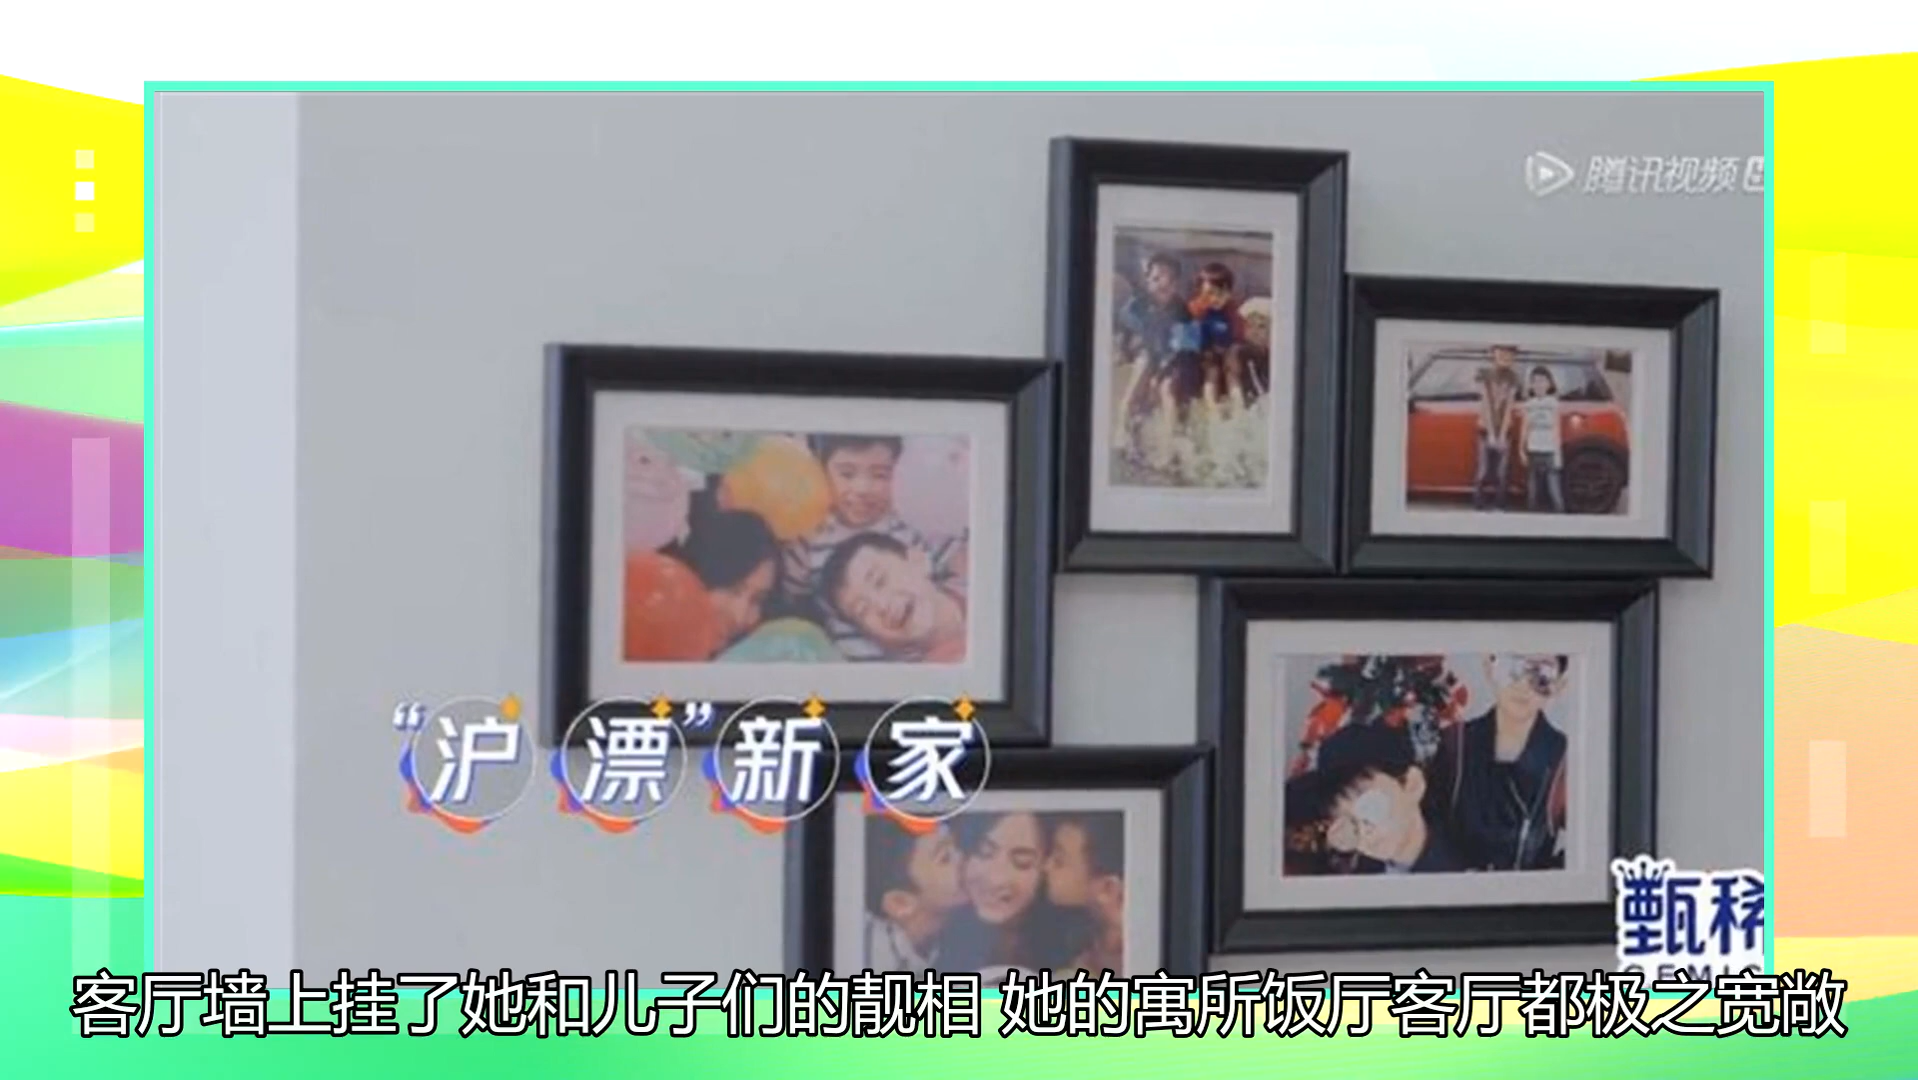 腾讯视频
“沪漂”新家
甄稀
客厅墙上挂了她和儿子们的靓相 她的寓所饭厅客厅都极之宽敞